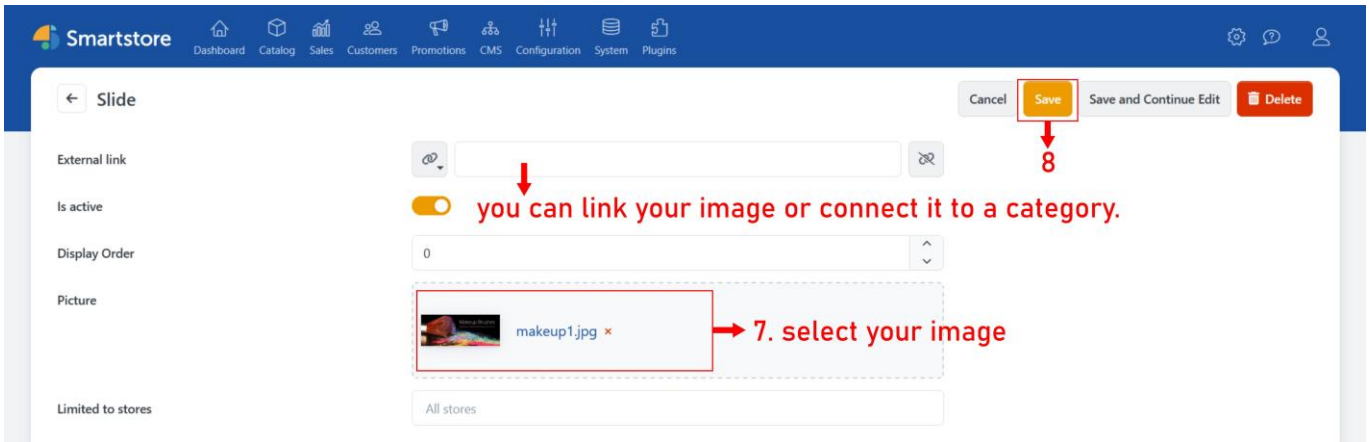 Smartstore
Dashboard Catalog Sales Customers Promotions CMS Configuration System Plugins
Slide
Cancel Save Save and Continue Edit Delete
8
External link
Is active
you can link your image or connect it to a category.
Display Order
0
Picture
makeup1.jpg ×
7. select your image
Limited to stores
All stores